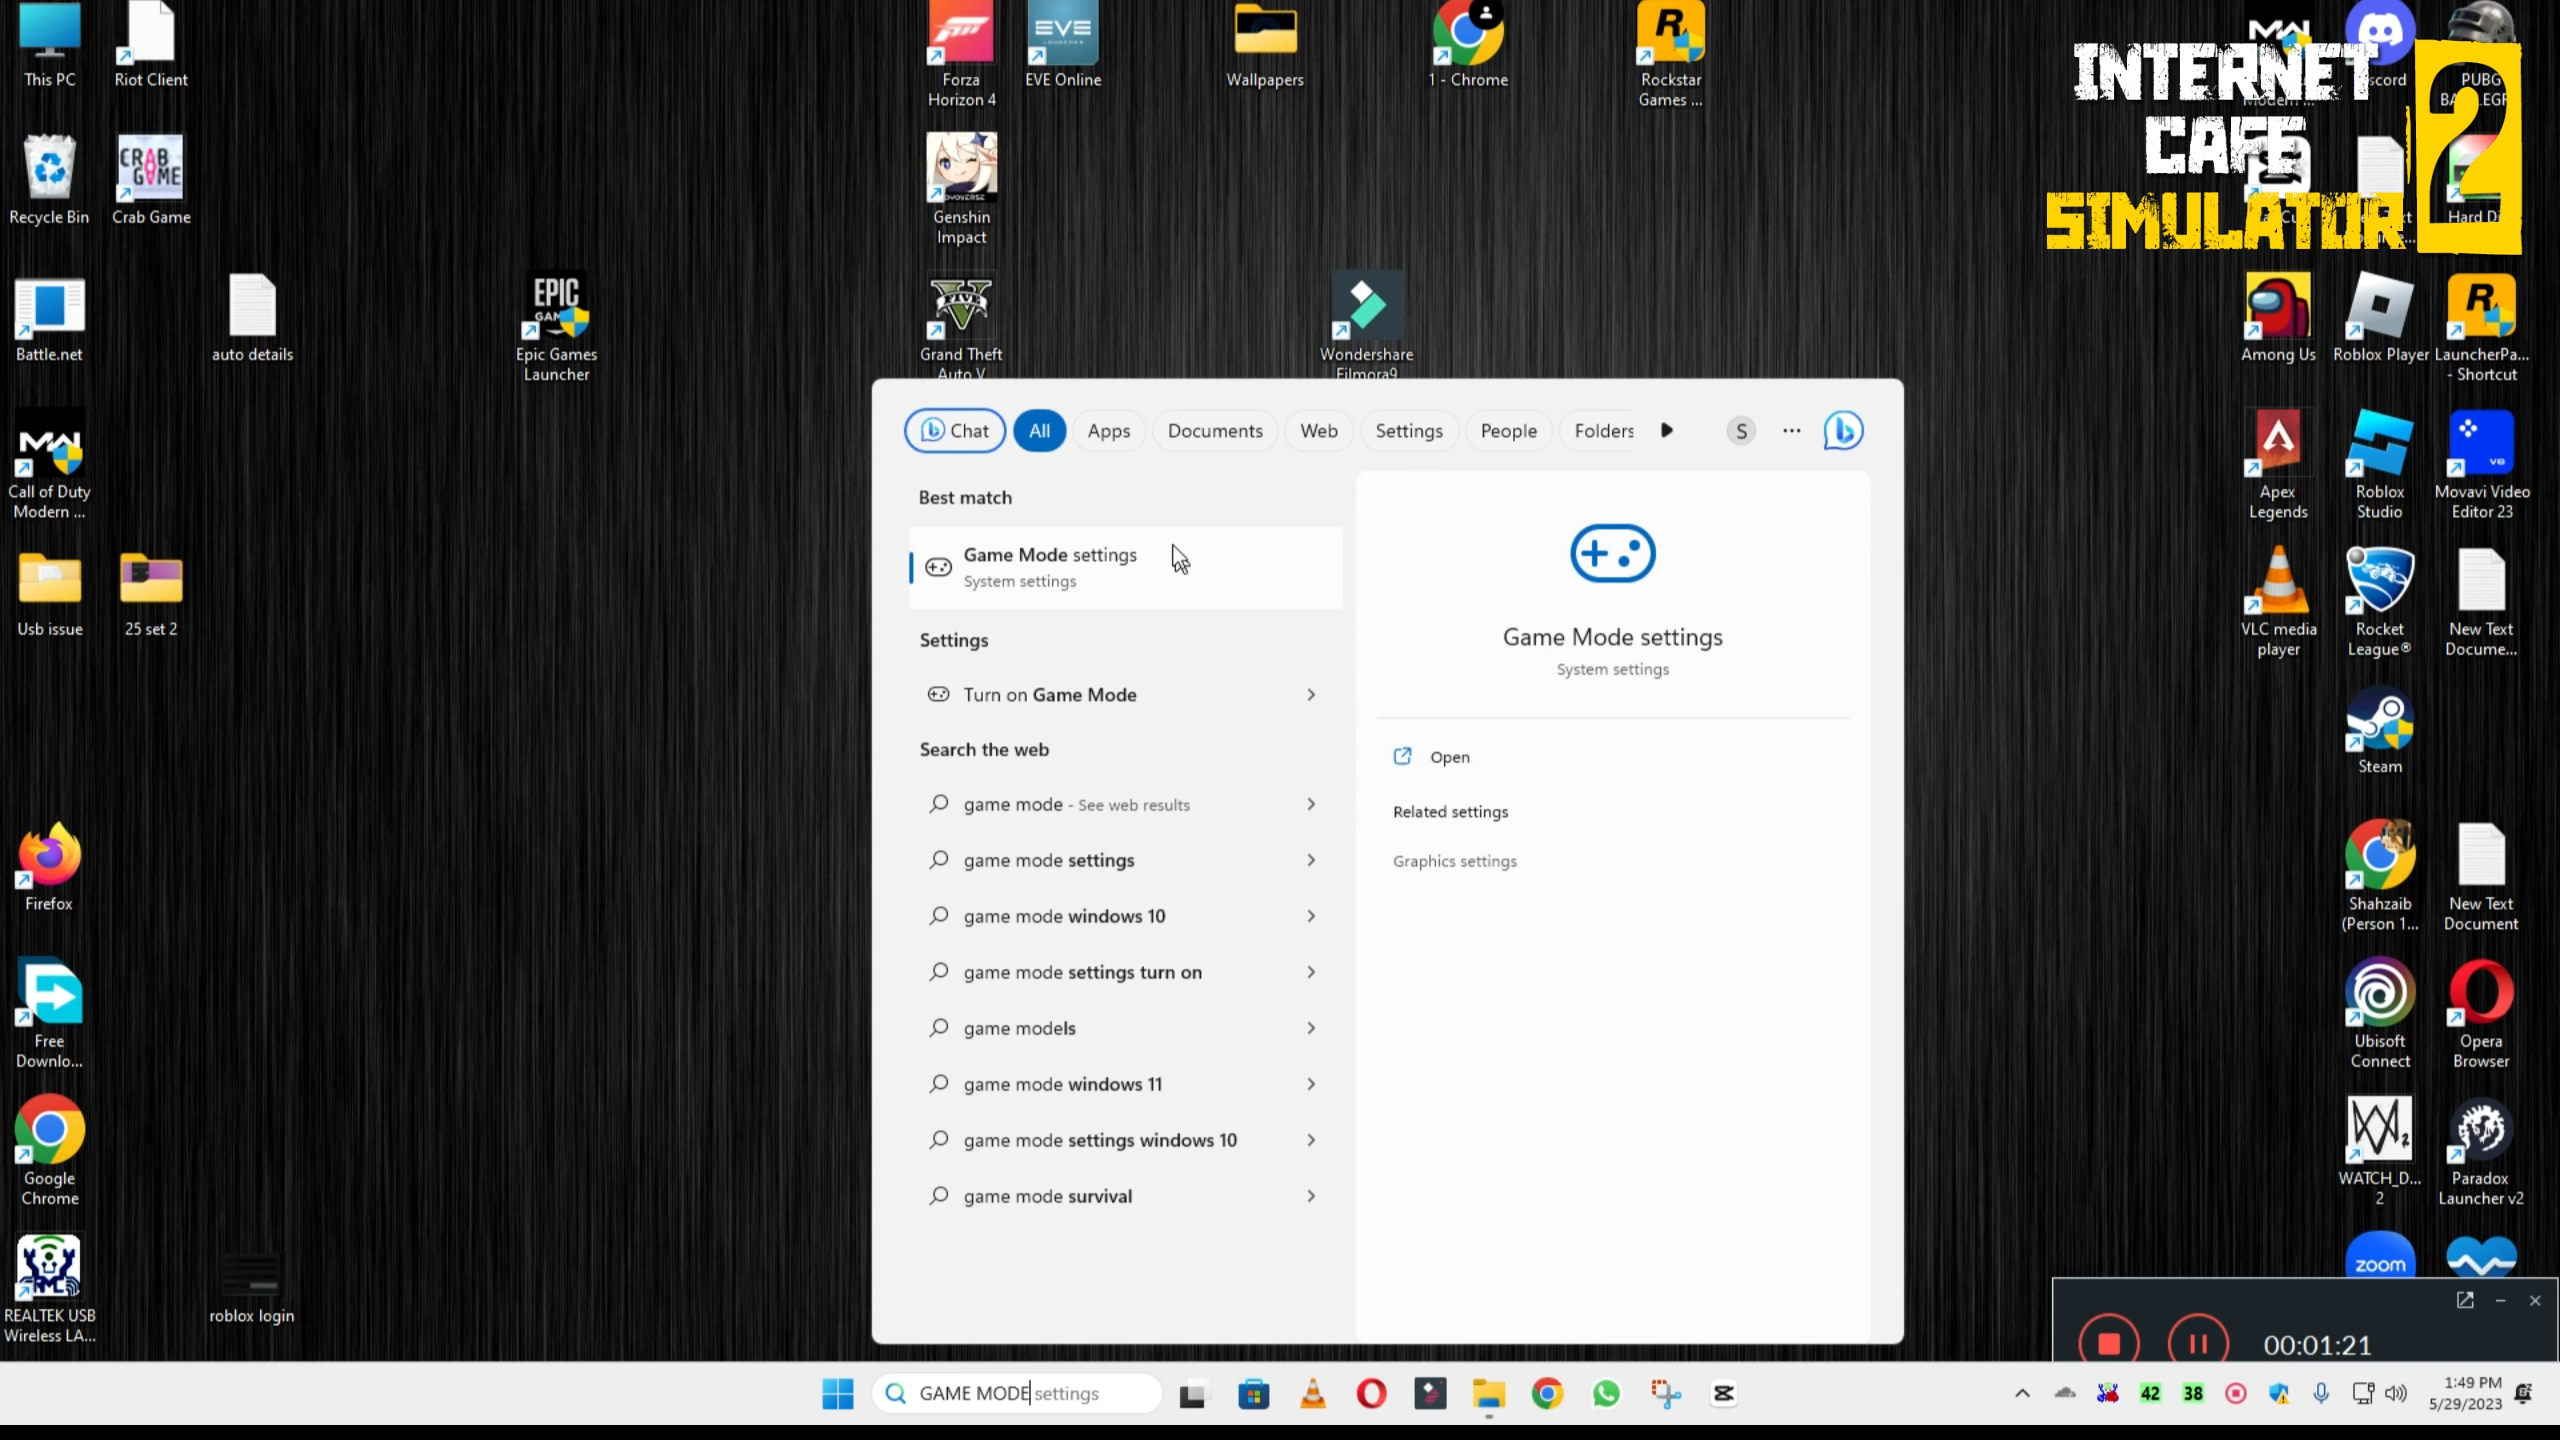 This PC
Riot Client
Forza
Horizon 4
EVE
EVE Online
Wallpapers
1 - Chrome
R
Rockstar
Games ...
INTERNET
CAFE
SIMULATOR
2
Recycle Bin
CRAB
GAME
Crab Game
Genshin
Impact
Hard Di
Battle.net
auto details
EPIC
Epic Games
Launcher
FIVE
Grand Theft
Auto V
Wondershare
Filmora9
Among Us
Roblox Player
LauncherPa...
- Shortcut
Call of Duty
Modern ...
Apex
Legends
Roblox
Studio
Movavi Video
Editor 23
Usb issue
25 set 2
VLC media
player
Rocket
League®
New Text
Docume...
Steam
Firefox
Shahzaib
(Person 1...
New Text
Document
Free
Downlo...
Ubisoft
Connect
Opera
Browser
Google
Chrome
WATCH_D...
2
Paradox
Launcher v2
REALTEK USB
Wireless LA...
roblox login
zoom
Chat
All
Apps
Documents
Web
Settings
People
Folders
S
Best match
Game Mode settings
System settings
Settings
Turn on Game Mode
Search the web
game mode - See web results
game mode settings
game mode windows 10
game mode settings turn on
game models
game mode windows 11
game mode settings windows 10
game mode survival
Game Mode settings
System settings
Open
Related settings
Graphics settings
00:01:21
GAME MODE settings
42
38
1:49 PM
5/29/2023